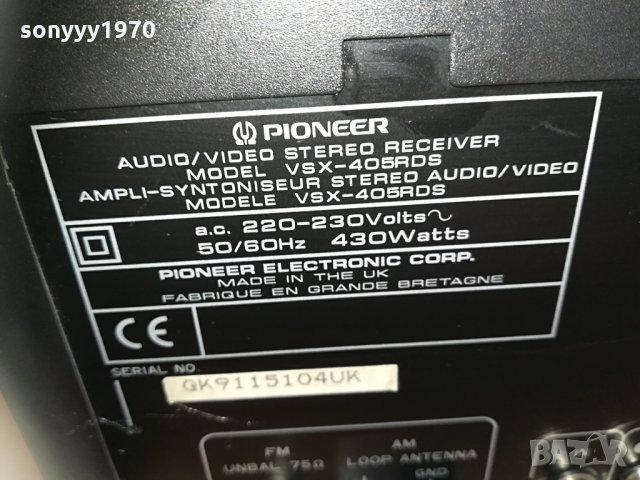 sonyyy1970
PIONEER
AUDIO/VIDEO STEREO RECEIVER
MODEL VSX-405RDS
AMPLI-SYNTONISEUR STEREO AUDIO/VIDEO
MODELE VSX-405RDS
a.c. 220-230Volts~
50/60Hz 430Watts
PIONEER ELECTRONIC CORP.
MADE IN THE UK
FABRIQUE EN GRANDE BRETAGNE
CE
SERIAL NO.
GK9115104UK
FM AM
UNBAL 75Ω LOOP ANTENNA
GND
BAZAR